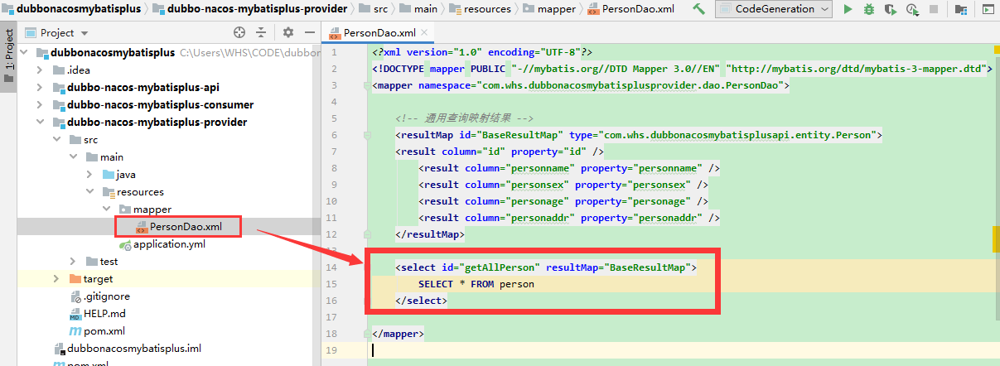 dubbonacosmybatisplus dubbo-nacos-mybatisplus-provider src main resources mapper PersonDao.xml CodeGeneration
1: Project
Project
PersonDao.xml
dubbonacosmybatisplus C:\Users\WHS\CODE\dubbon
.idea
dubbo-nacos-mybatisplus-api
dubbo-nacos-mybatisplus-consumer
dubbo-nacos-mybatisplus-provider
src
main
java
resources
mapper
PersonDao.xml
application.yml
test
target
.gitignore
HELP.md
pom.xml
dubbonacosmybatisplus.iml
pom.xml
1 <?xml version="1.0" encoding="UTF-8"?>
2 <!DOCTYPE mapper PUBLIC "-//mybatis.org//DTD Mapper 3.0//EN" "http://mybatis.org/dtd/mybatis-3-mapper.dtd">
3 <mapper namespace="com.whs.dubbonacosmybatisplusprovider.dao.PersonDao">
4
5 <!-- 通用查询映射结果 -->
6 <resultMap id="BaseResultMap" type="com.whs.dubbonacosmybatisplusapi.entity.Person">
7 <result column="id" property="id" />
8 <result column="personname" property="personname" />
9 <result column="personsex" property="personsex" />
10 <result column="personage" property="personage" />
11 <result column="personaddr" property="personaddr" />
12 </resultMap>
13
14 <select id="getAllPerson" resultMap="BaseResultMap">
15 SELECT * FROM person
16 </select>
17
18 </mapper>
19